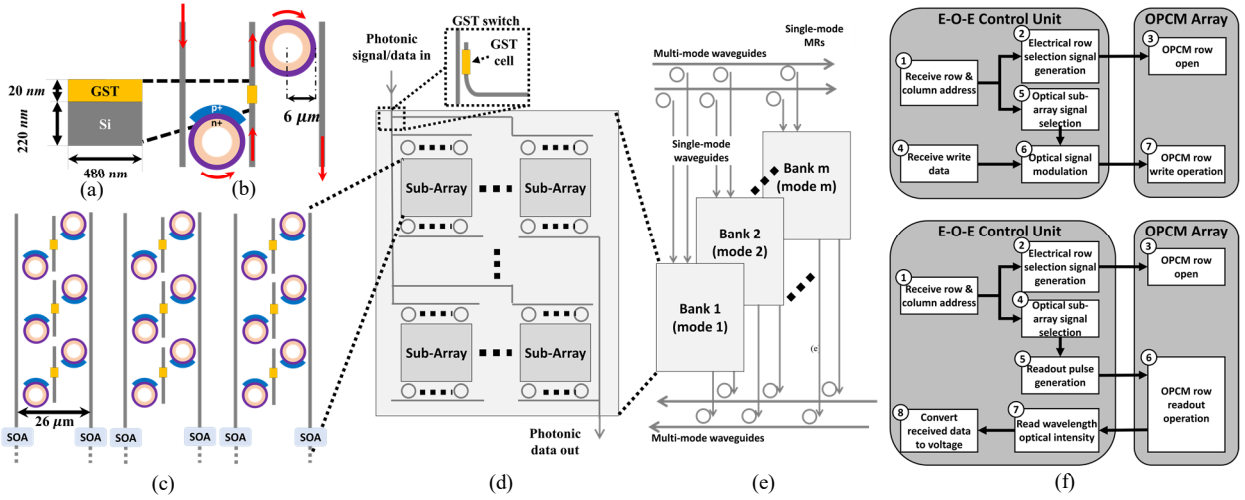 20 nm
GST
220 nm
Si
480 nm
(a)
p+
n+
6 μm
(b)
26 μm
SOA
SOA
SOA
SOA
SOA
SOA
(c)
(d)
Photonic
signal/data in
GST switch
GST
cell
Sub-Array
Sub-Array
Sub-Array
Sub-Array
Photonic
data out
Single-mode
MRs
Multi-mode waveguides
Single-mode
waveguides
Bank m
(mode m)
Bank 2
(mode 2)
Bank 1
(mode 1)
(e
Multi-mode waveguides
(e)
E-O-E Control Unit
OPCM Array
1
Receive row &
column address
2
Electrical row
selection signal
generation
3
OPCM row
open
5
Optical sub-
array signal
selection
4
Receive write
data
6
Optical signal
modulation
7
OPCM row
write operation
E-O-E Control Unit
OPCM Array
1
Receive row
& column address
2
Electrical row
selection signal
generation
3
OPCM row
open
4
Optical sub-
array signal
selection
5
Readout pulse
generation
6
OPCM row
readout
operation
7
Read wavelength
optical intensity
8
Convert
received data
to voltage
(f)